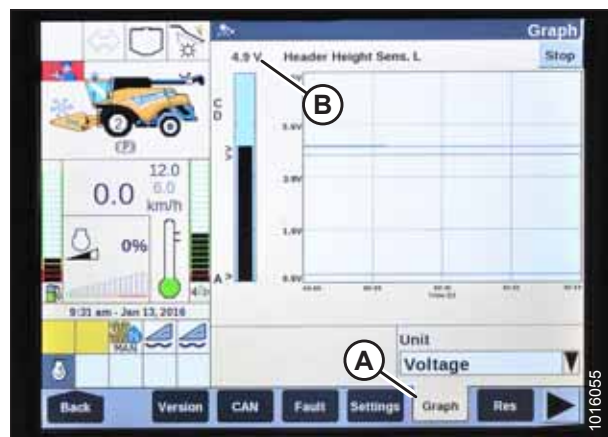 Graph
4.9 V
Header Height Sens. L
Stop
B
C
D
2
(P)
12.0
6.0
km/h
0.0
0%
A
9:31 am - Jan 13, 2016
MAN
Unit
A
Voltage
Back
Version
CAN
Fault
Settings
Graph
Res
1016055